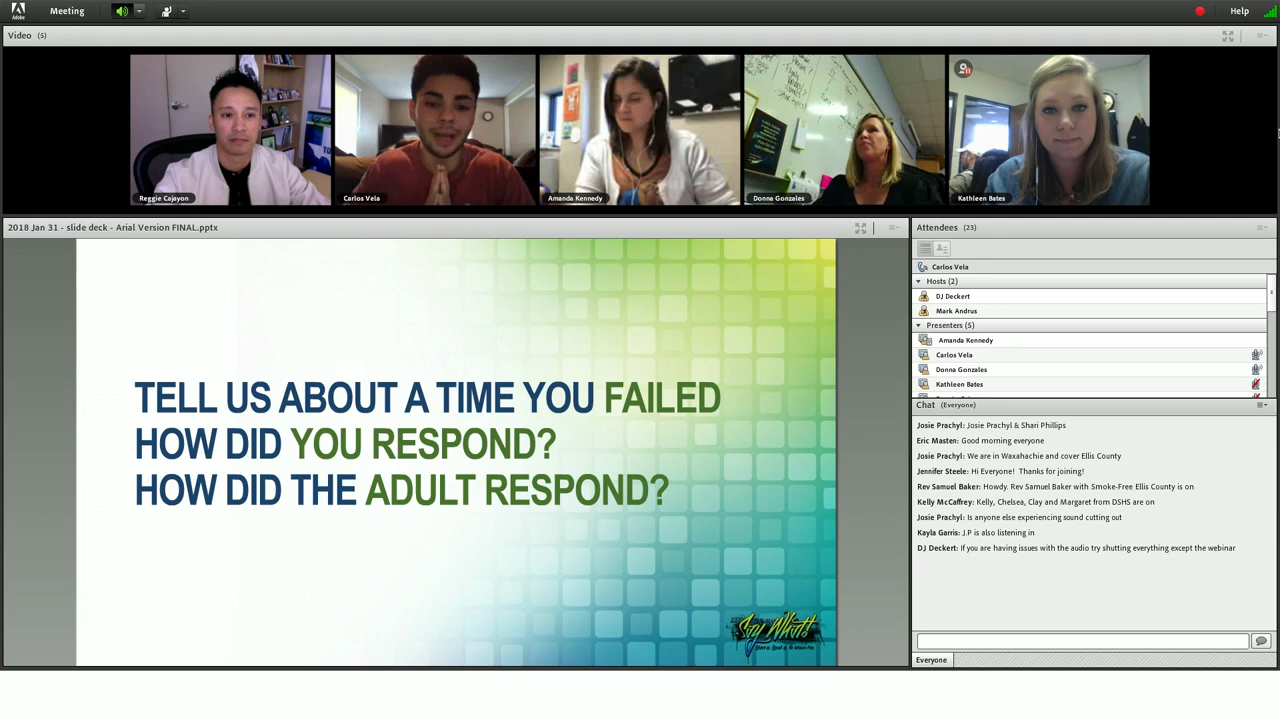 Adobe
Meeting
Help
Video (5)
Reggie Cajayon
Carlos Vela
Amanda Kennedy
Donna Gonzales
Kathleen Bates
2018 Jan 31 - slide deck - Arial Version FINAL.pptx
TELL US ABOUT A TIME YOU FAILED
HOW DID YOU RESPOND?
HOW DID THE ADULT RESPOND?
Say What!
Attendees (23)
Carlos Vela
Hosts (2)
DJ Deckert
Mark Andrus
Presenters (5)
Amanda Kennedy
Carlos Vela
Donna Gonzales
Kathleen Bates
Chat (Everyone)
Josie Prachyl: Josie Prachyl & Shari Phillips
Eric Masten: Good morning everyone
Josie Prachyl: We are in Waxahachie and cover Ellis County
Jennifer Steele: Hi Everyone! Thanks for joining!
Rev Samuel Baker: Howdy. Rev Samuel Baker with Smoke-Free Ellis County is on
Kelly McCaffrey: Kelly, Chelsea, Clay and Margaret from DSHS are on
Josie Prachyl: Is anyone else experiencing sound cutting out
Kayla Garris: J.P is also listening in
DJ Deckert: If you are having issues with the audio try shutting everything except the webinar
Everyone